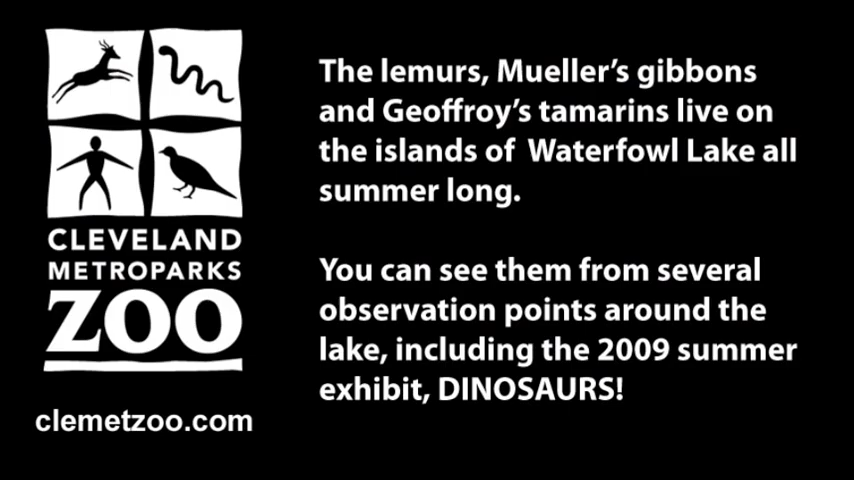 CLEVELAND
METROPARKS
ZOO
clemetzoo.com
The lemurs, Mueller's gibbons
and Geoffroy's tamarins live on
the islands of Waterfowl Lake all
summer long.
You can see them from several
observation points around the
lake, including the 2009 summer
exhibit, DINOSAURS!